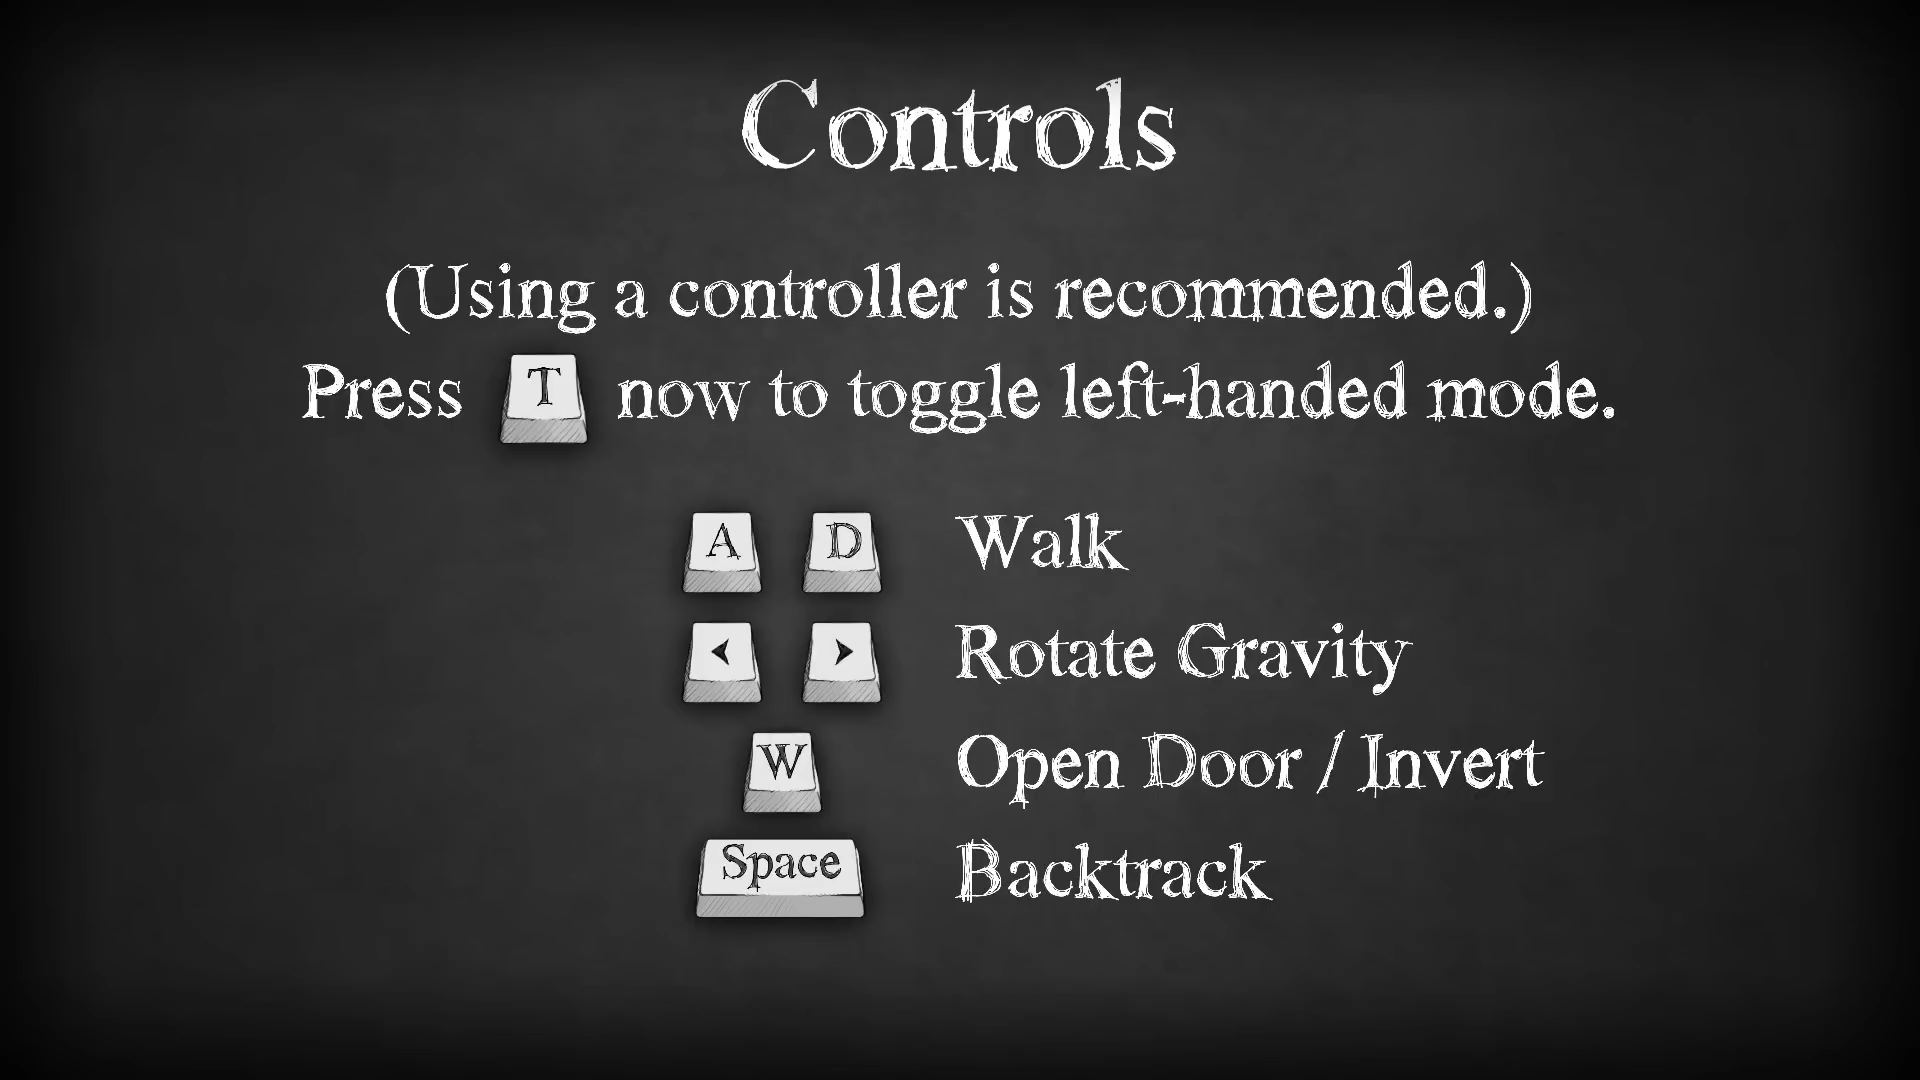 Controls
(Using a controller is recommended.)
Press T now to toggle left-handed mode.
A D Walk
Rotate Gravity
W Open Door / Invert
Space Backtrack